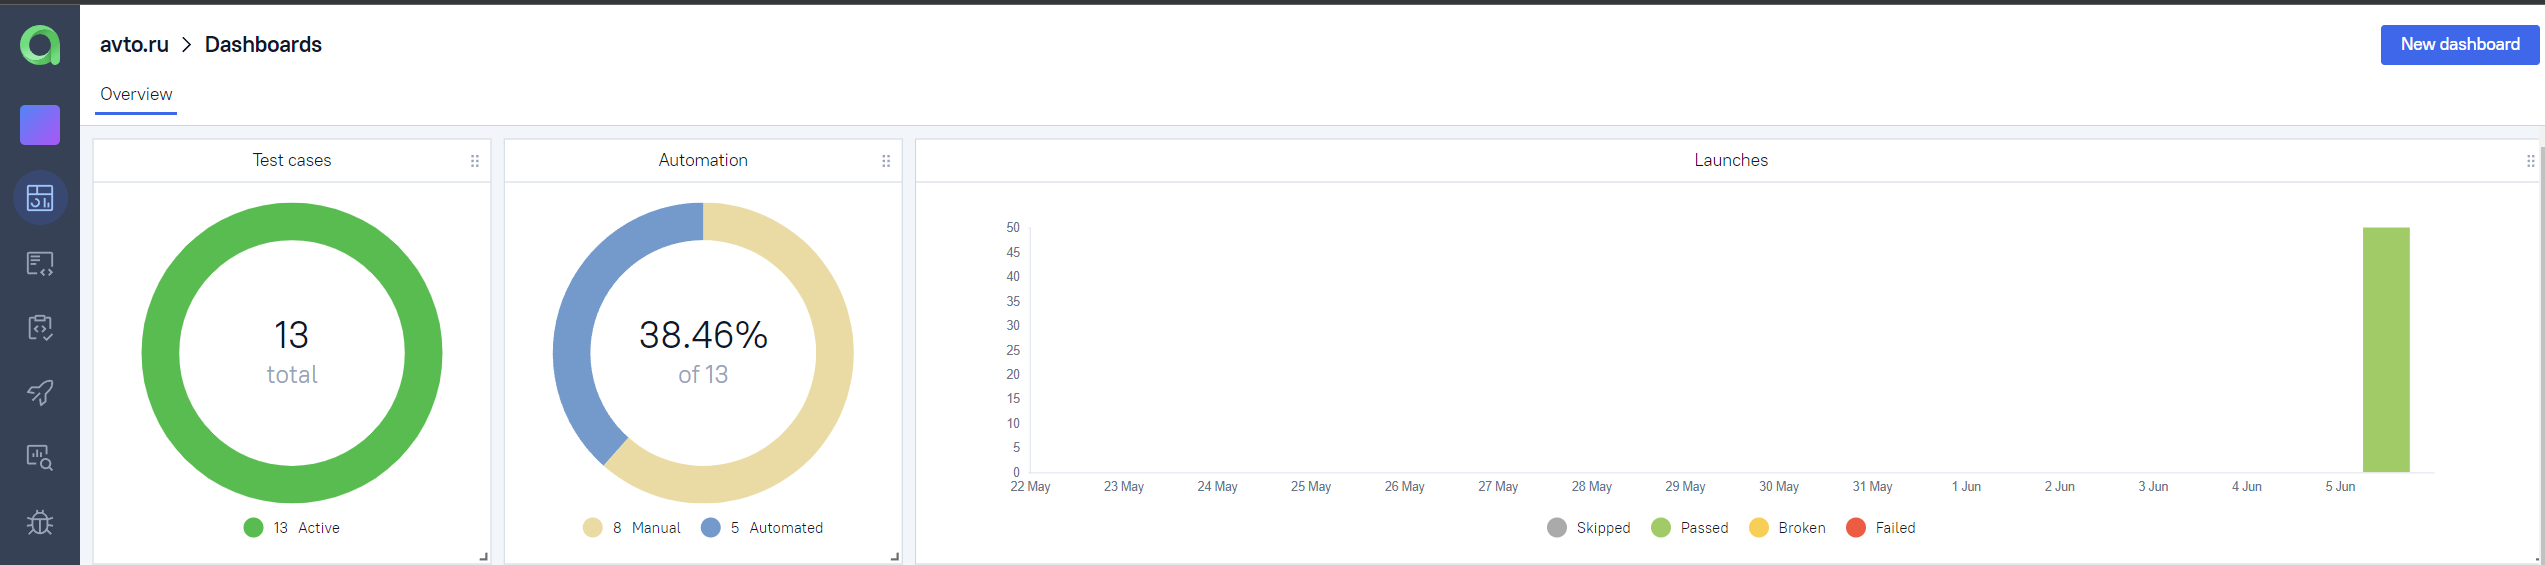 avto.ru > Dashboards
New dashboard
Overview
Test cases
13
total
13 Active
Automation
38.46%
of 13
8 Manual 5 Automated
Launches
50
45
40
35
30
25
20
15
10
5
0
22 May 23 May 24 May 25 May 26 May 27 May 28 May 29 May 30 May 31 May 1 Jun 2 Jun 3 Jun 4 Jun 5 Jun
Skipped Passed Broken Failed